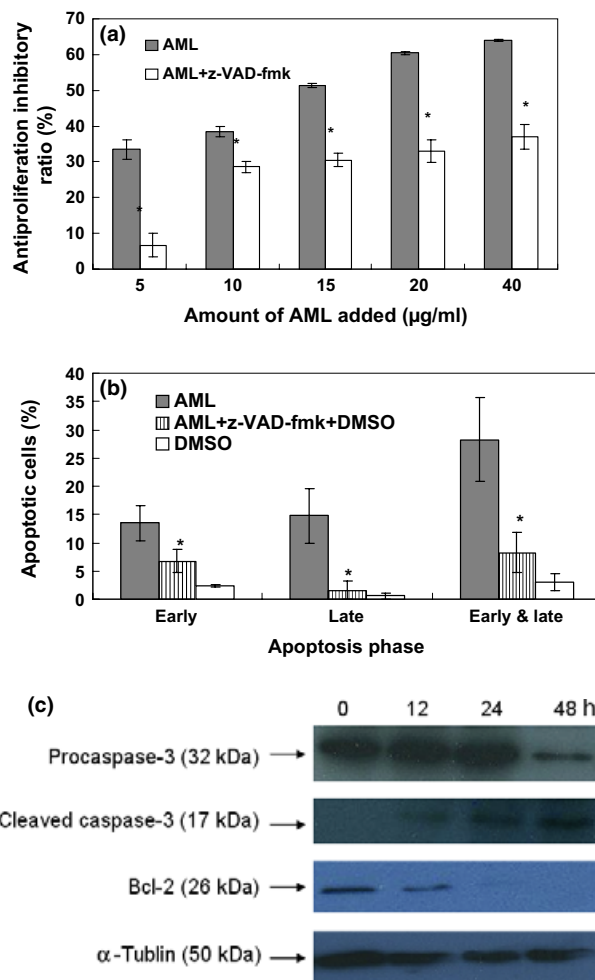 (a)
70
60
50
40
30
20
10
0
AML
AML+z-VAD-fmk
*
*
*
*
*
Antiproliferation inhibitory
ratio (%)
5 10 15 20 40
Amount of AML added (µg/ml)
(b)
40
35
30
25
20
15
10
5
0
AML
AML+z-VAD-fmk+DMSO
DMSO
*
*
*
Apoptotic cells (%)
Early Late Early & late
Apoptosis phase
(c)
0 12 24 48 h
Procaspase-3 (32 kDa)
Cleaved caspase-3 (17 kDa)
Bcl-2 (26 kDa)
α-Tublin (50 kDa)